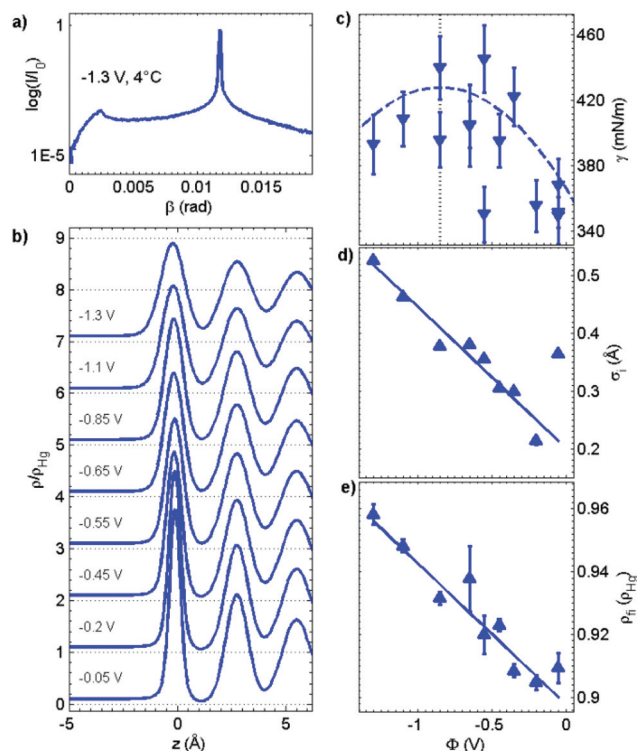 a)
-1.3 V, 4°C
log(I/I0)
1E-5
0 0.005 0.01 0.015
β (rad)
b)
9
8
7
6
5
4
3
2
1
0
ρ/ρHg
-1.3 V
-1.1 V
-0.85 V
-0.65 V
-0.55 V
-0.45 V
-0.2 V
-0.05 V
-5 0 5
z (Å)
c)
460
420
380
340
γ (mN/m)
d)
0.5
0.4
0.3
0.2
σi (Å)
e)
0.96
0.94
0.92
0.9
ρfi (ρHg)
-1 -0.5 0
Φ (V)